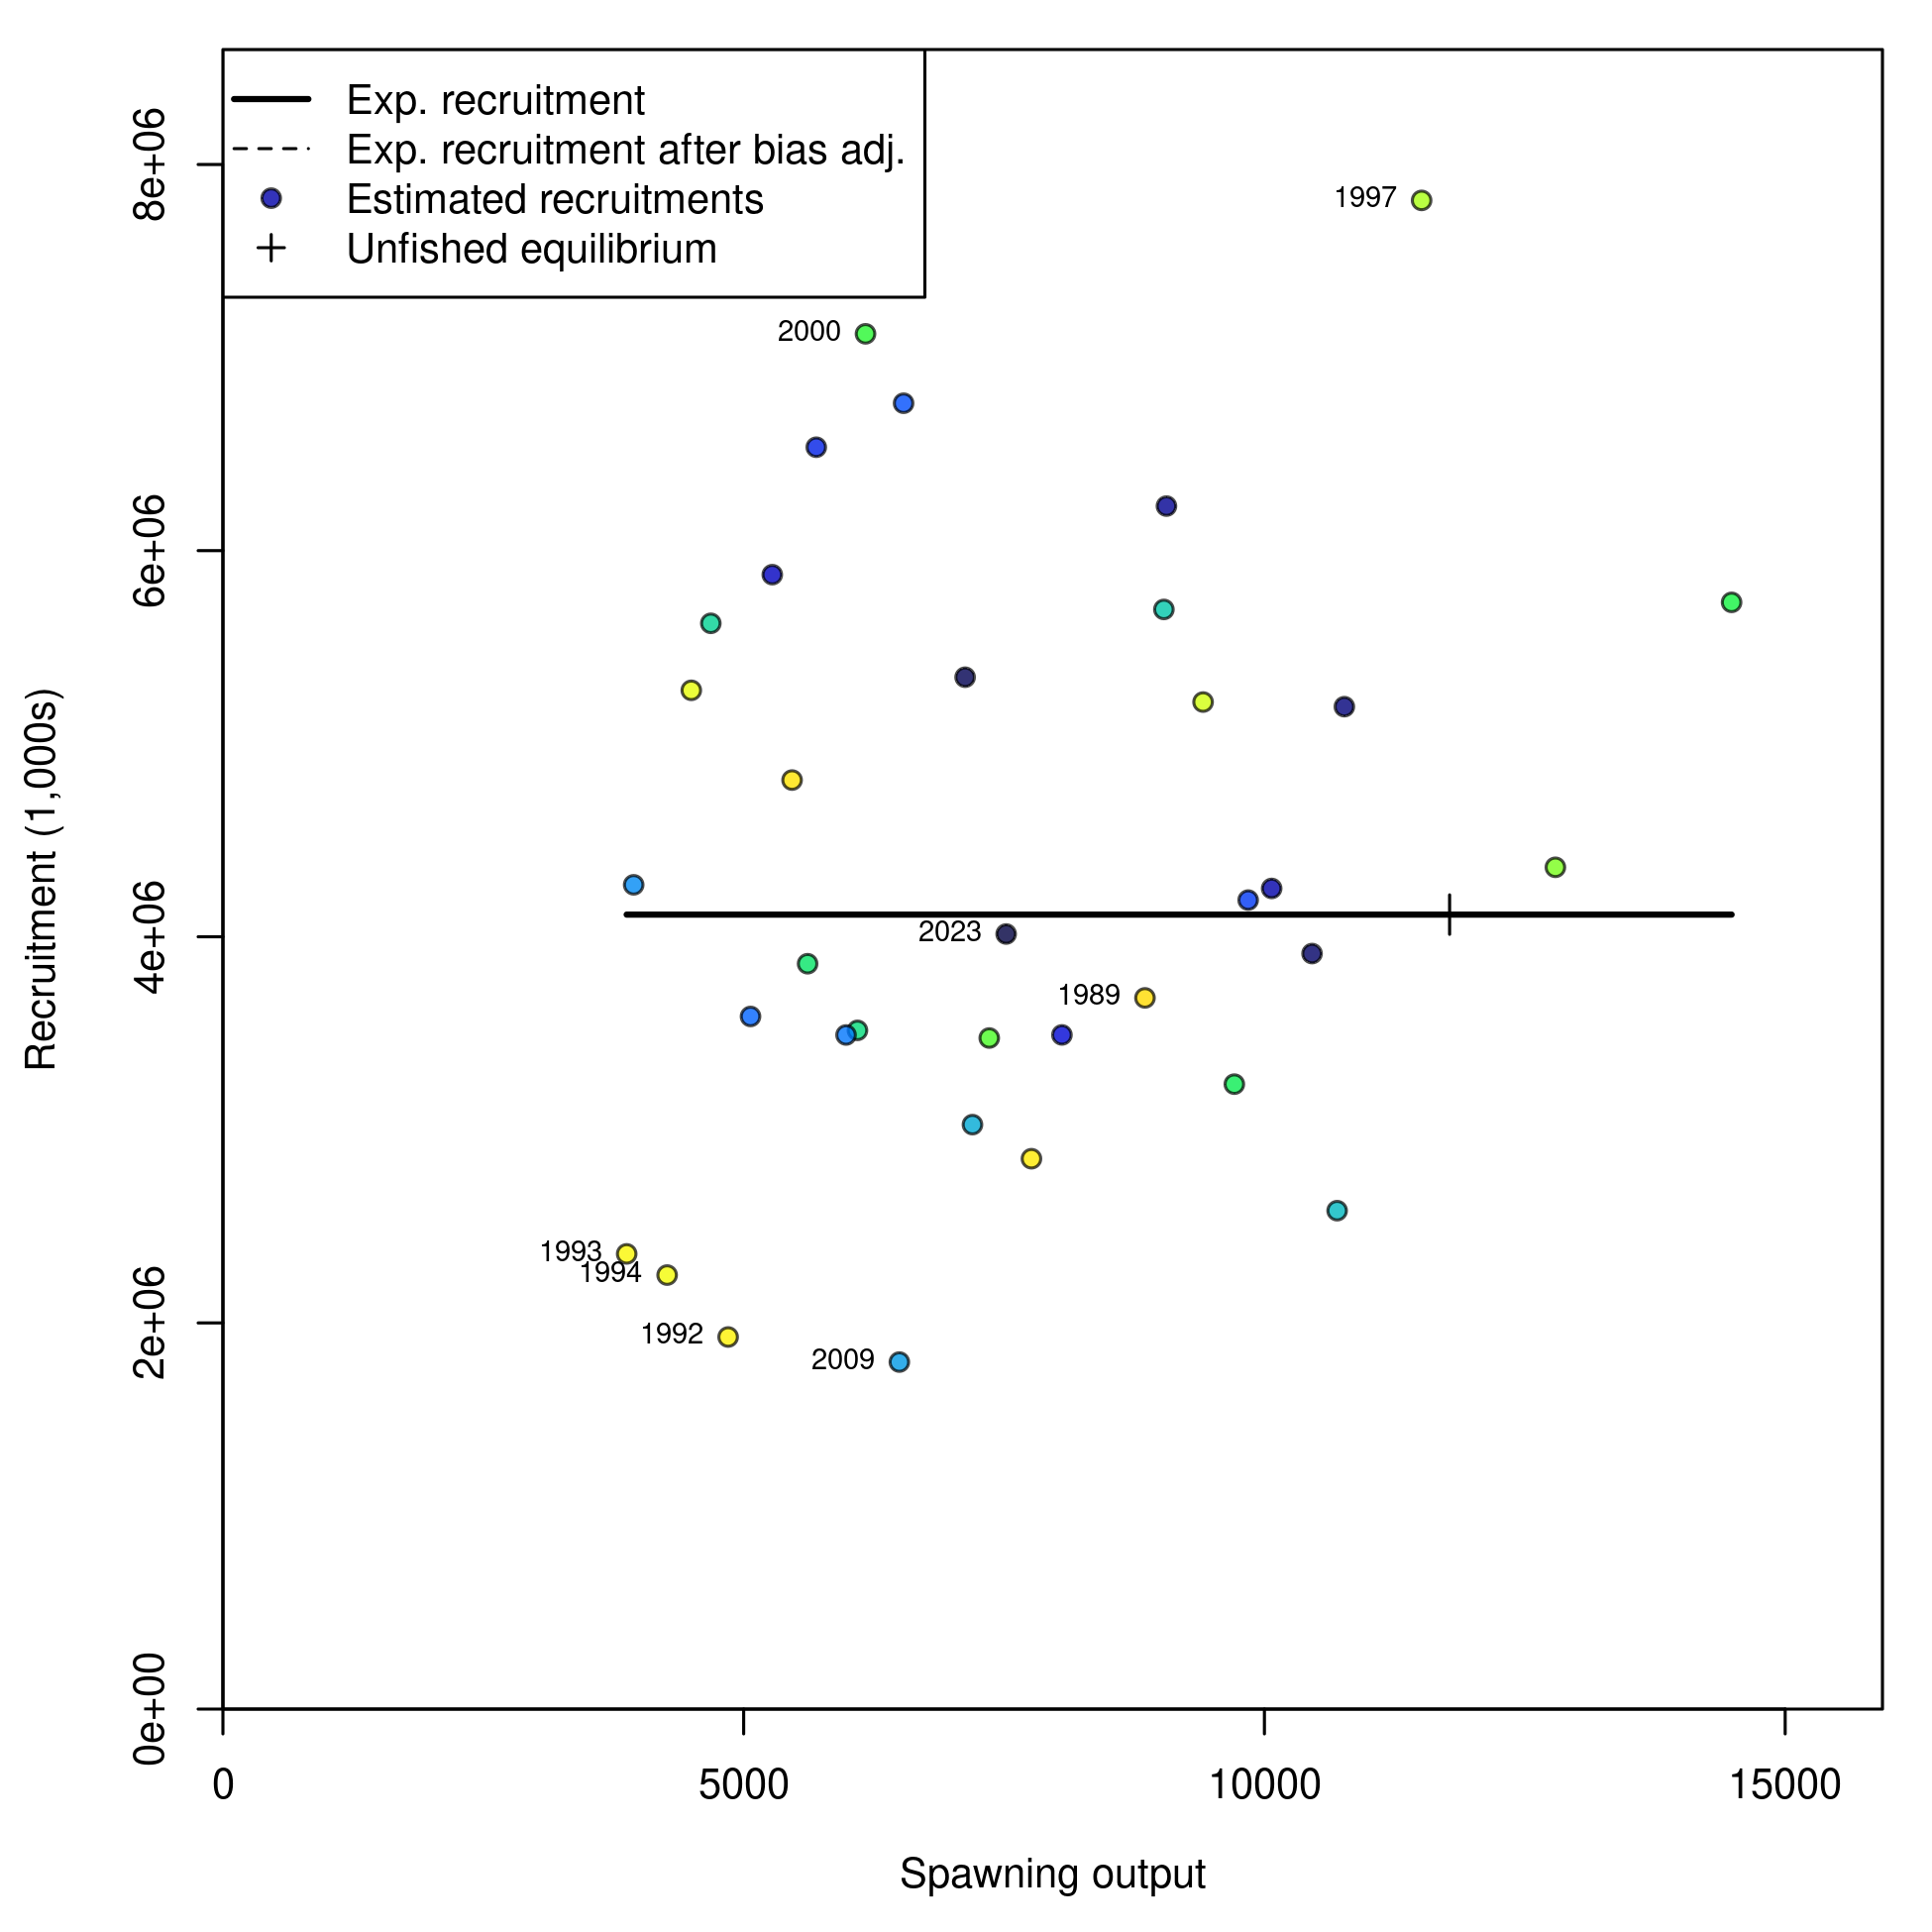 Exp. recruitment
Exp. recruitment after bias adj.
Estimated recruitments
Unfished equilibrium
8e+06
6e+06
4e+06
2e+06
0e+00
Recruitment (1,000s)
1997
2000
2023
1989
1993
1994
1992
2009
0 5000 10000 15000
Spawning output